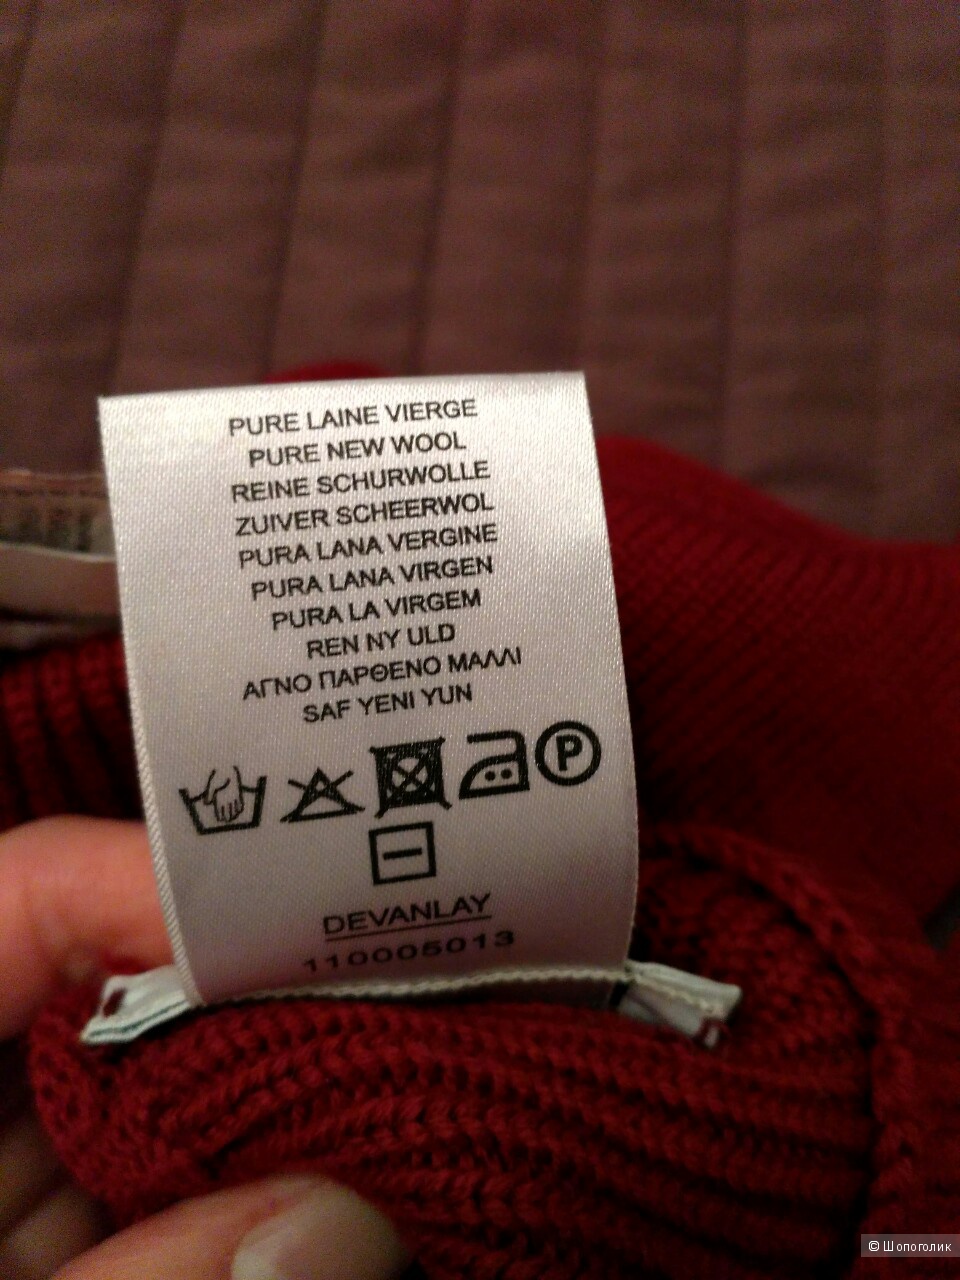 PURE LAINE VIERGE
PURE NEW WOOL
REINE SCHURWOLLE
ZUIVER SCHEERWOL
PURA LANA VERGINE
PURA LANA VIRGEN
PURA LA VIRGEM
REN NY ULD
ΑΓΝΟ ΠΑΡΘΕΝΟ ΜΑΛΛΙ
SAF YENI YUN
P
DEVANLAY
110005013
© Шопоголик